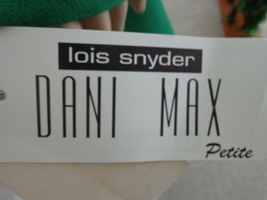 lois snyder
DANI MAX
Petite